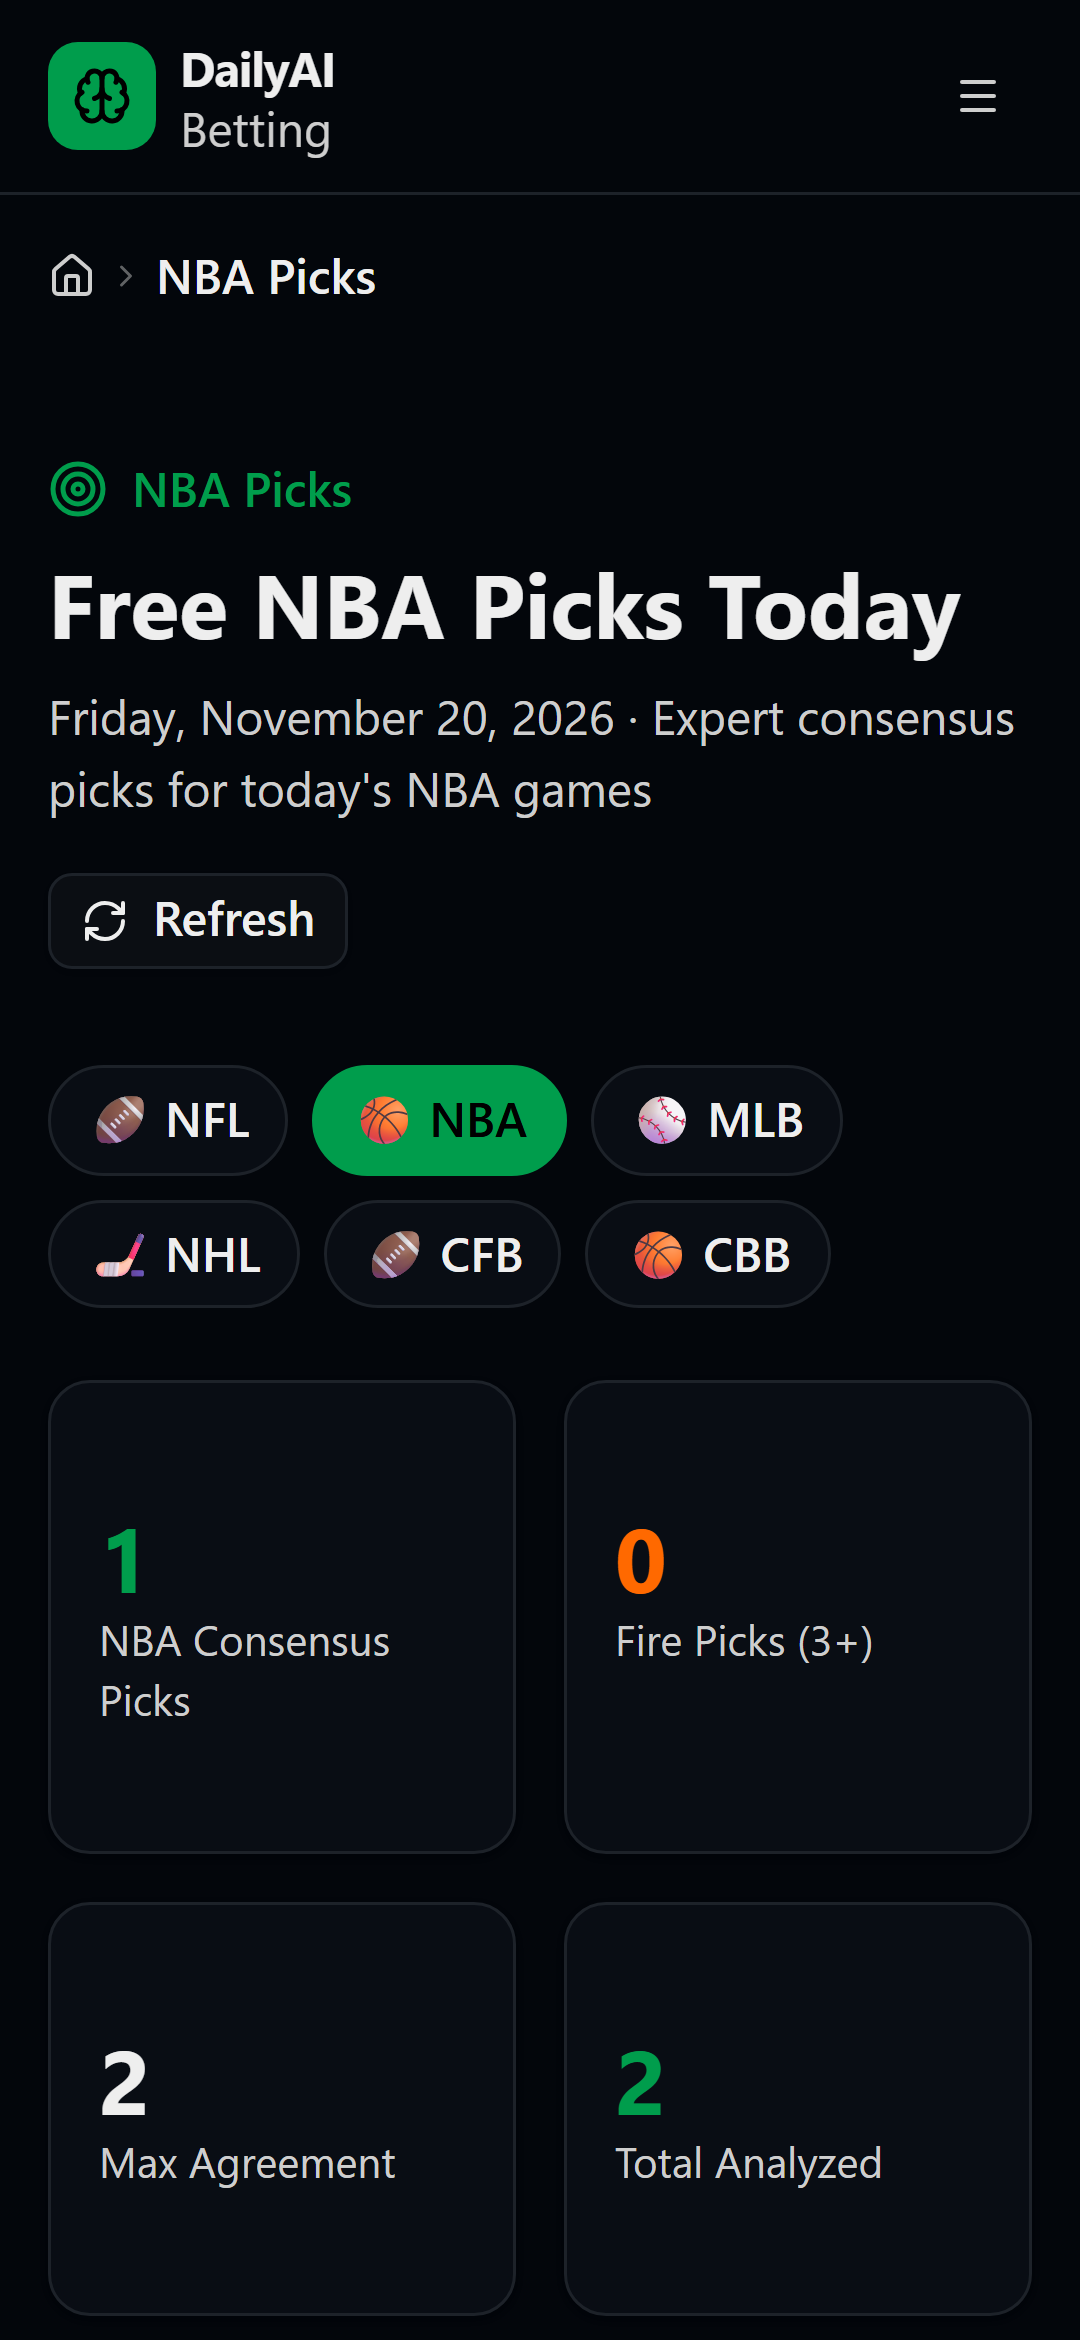 DailyAI
Betting
NBA Picks
NBA Picks
Free NBA Picks Today
Friday, November 20, 2026 · Expert consensus
picks for today's NBA games
Refresh
NFL
NBA
MLB
NHL
CFB
CBB
1
NBA Consensus
Picks
0
Fire Picks (3+)
2
Max Agreement
2
Total Analyzed